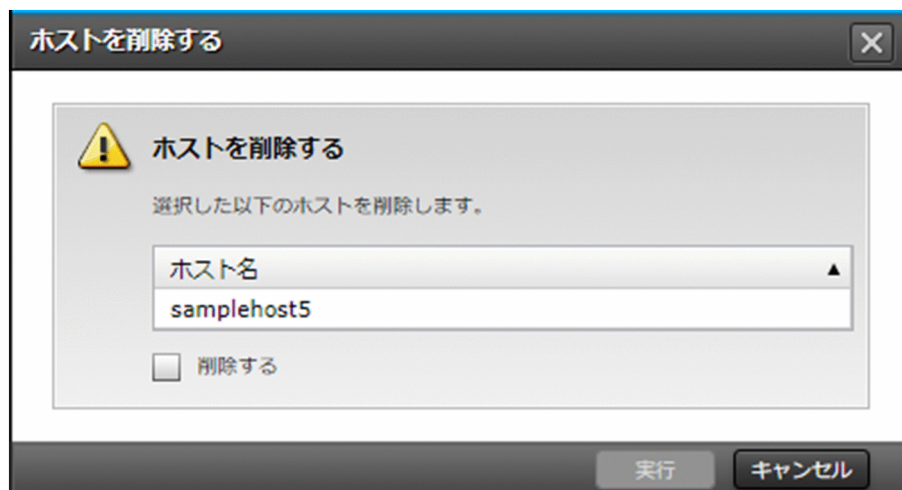 ホストを削除する
ホストを削除する
選択した以下のホストを削除します。
ホスト名 ▲
samplehost5
削除する
実行 キャンセル